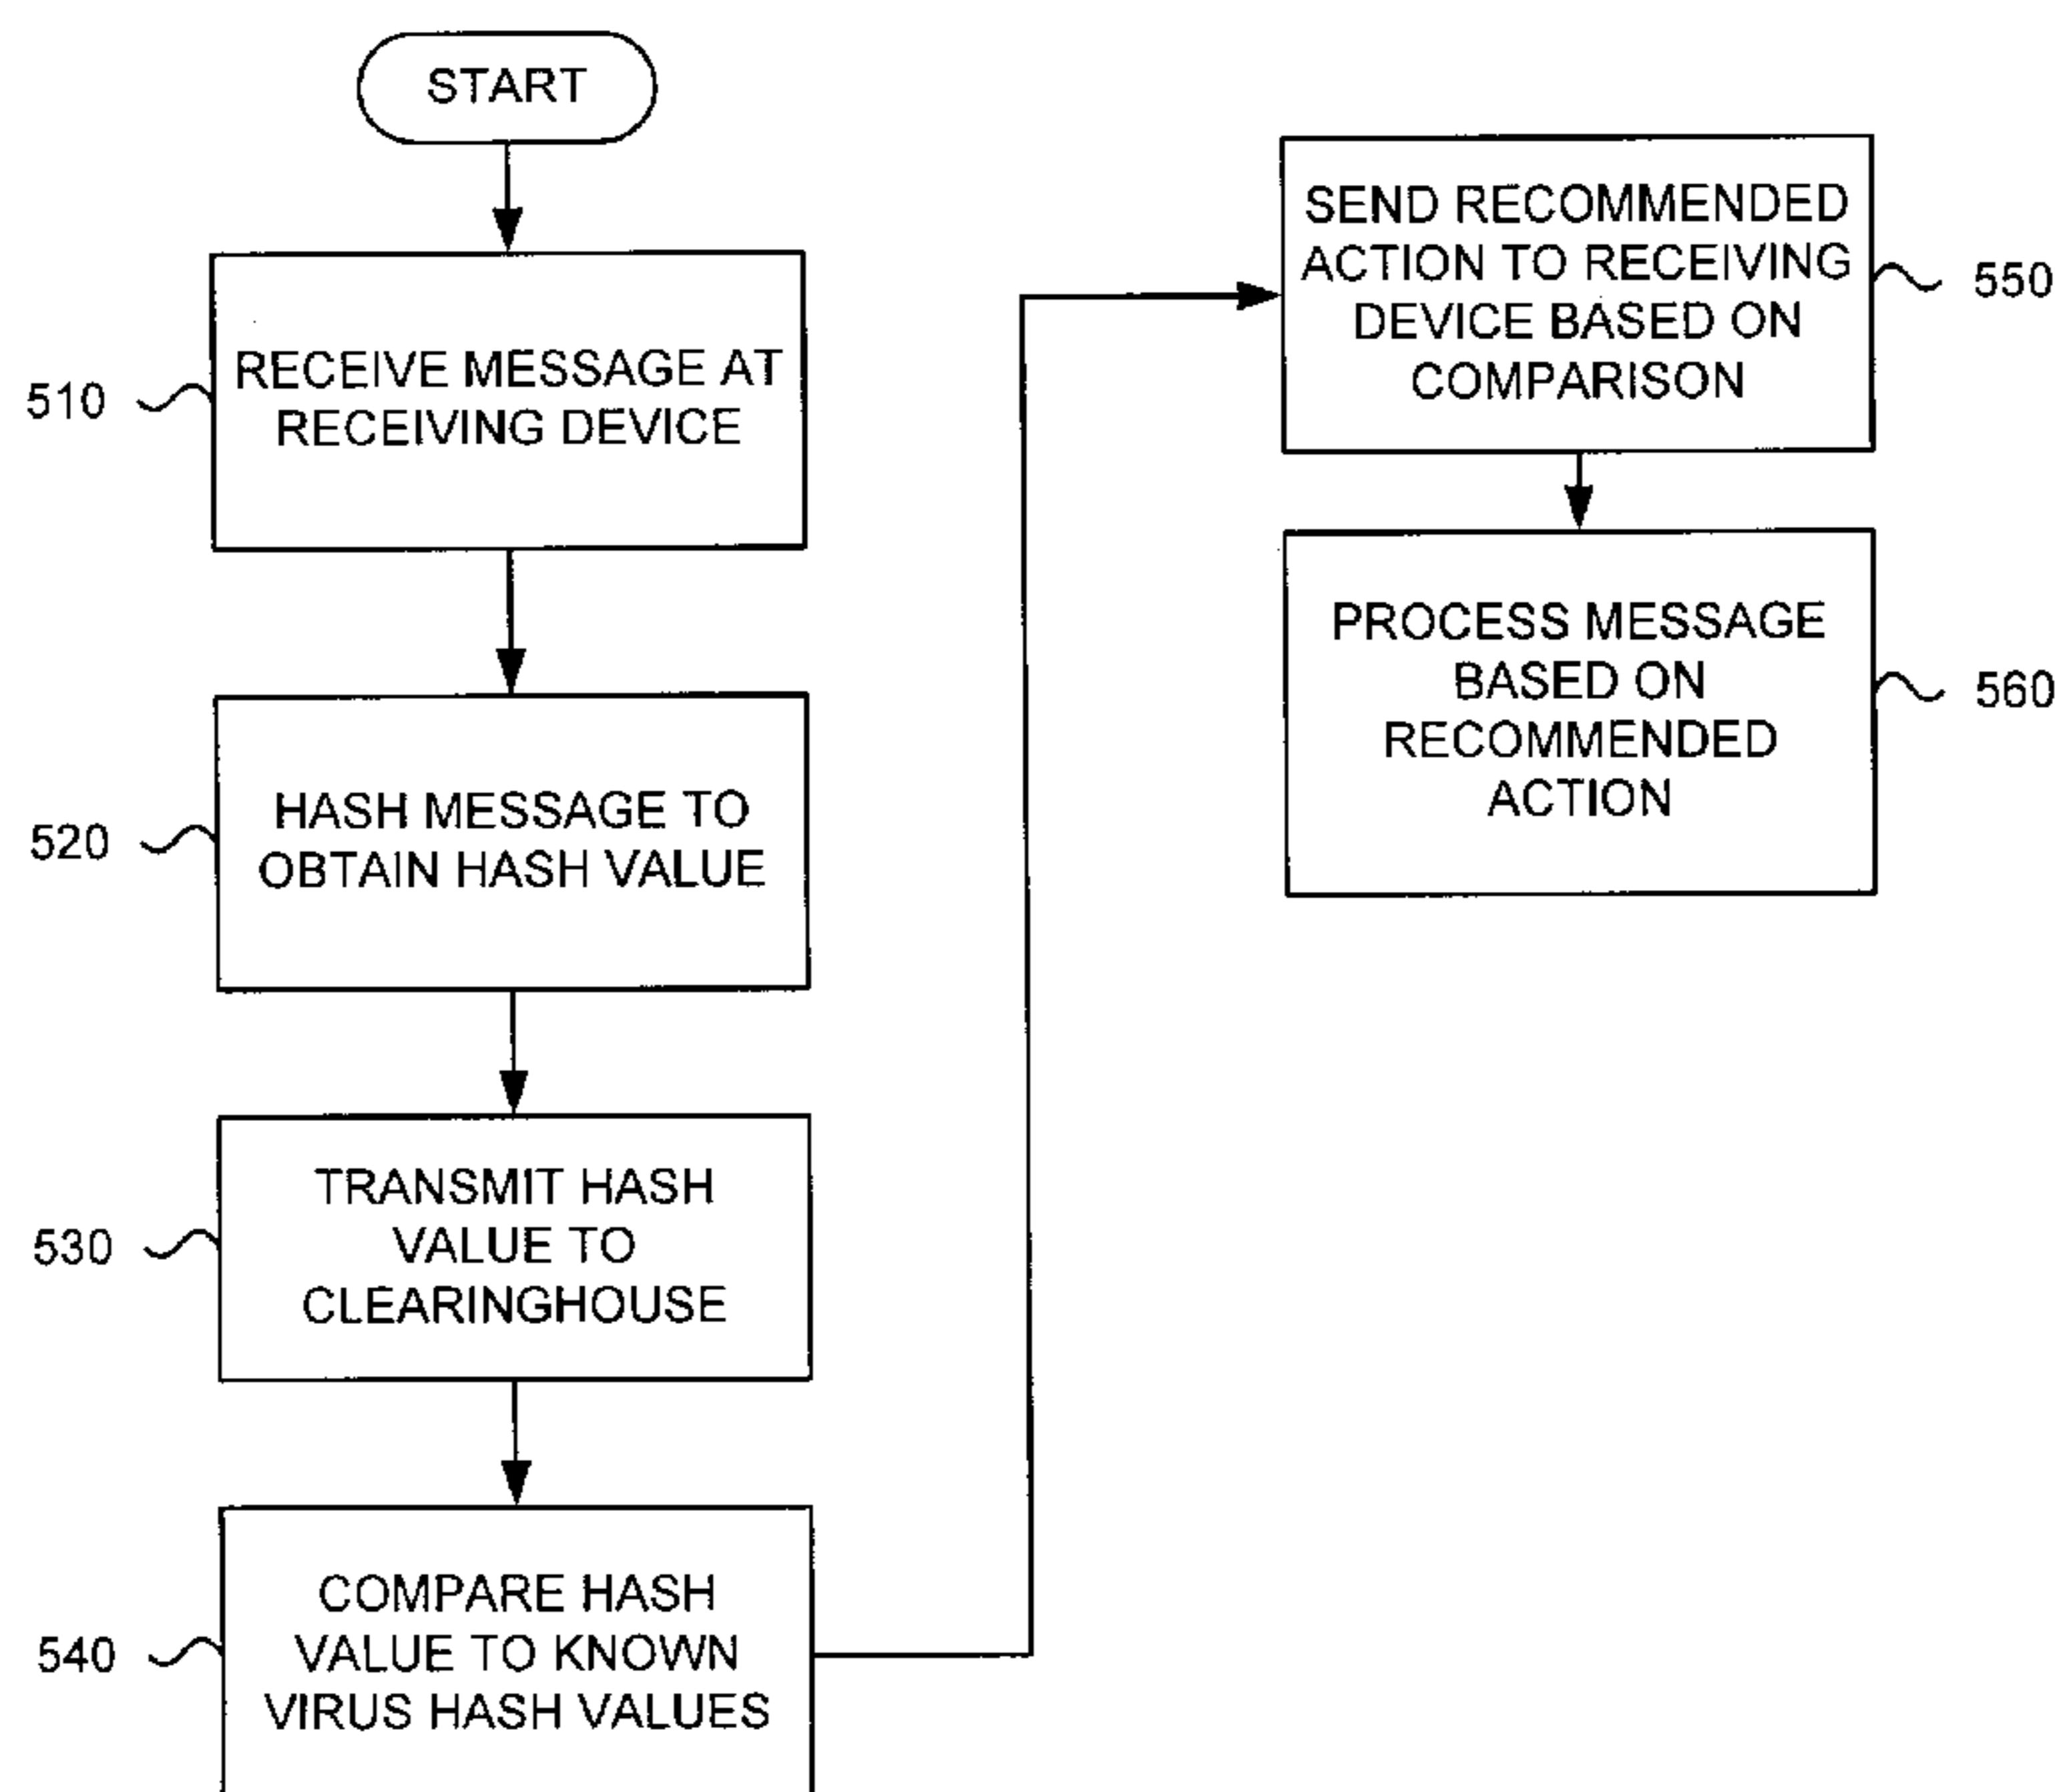 START
510
RECEIVE MESSAGE AT
RECEIVING DEVICE
520
HASH MESSAGE TO
OBTAIN HASH VALUE
530
TRANSMIT HASH
VALUE TO
CLEARINGHOUSE
540
COMPARE HASH
VALUE TO KNOWN
VIRUS HASH VALUES
SEND RECOMMENDED
ACTION TO RECEIVING
DEVICE BASED ON
COMPARISON
550
PROCESS MESSAGE
BASED ON
RECOMMENDED
ACTION
560